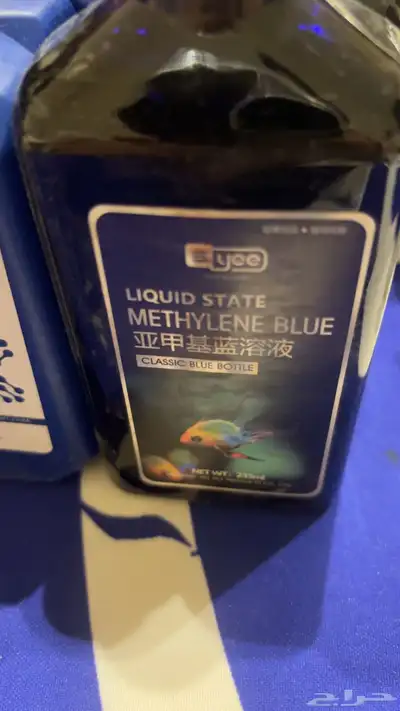 yee
LIQUID STATE
METHYLENE BLUE
亚甲基蓝溶液
CLASSIC BLUE BOTTLE
NET WT:
حراج